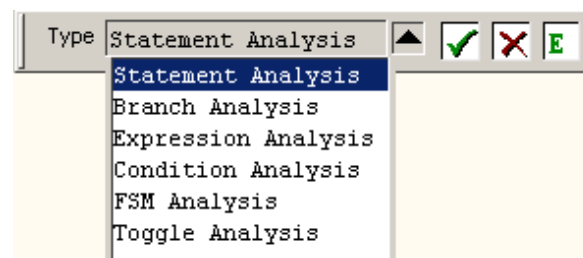 Type Statement Analysis E
Statement Analysis
Branch Analysis
Expression Analysis
Condition Analysis
FSM Analysis
Toggle Analysis